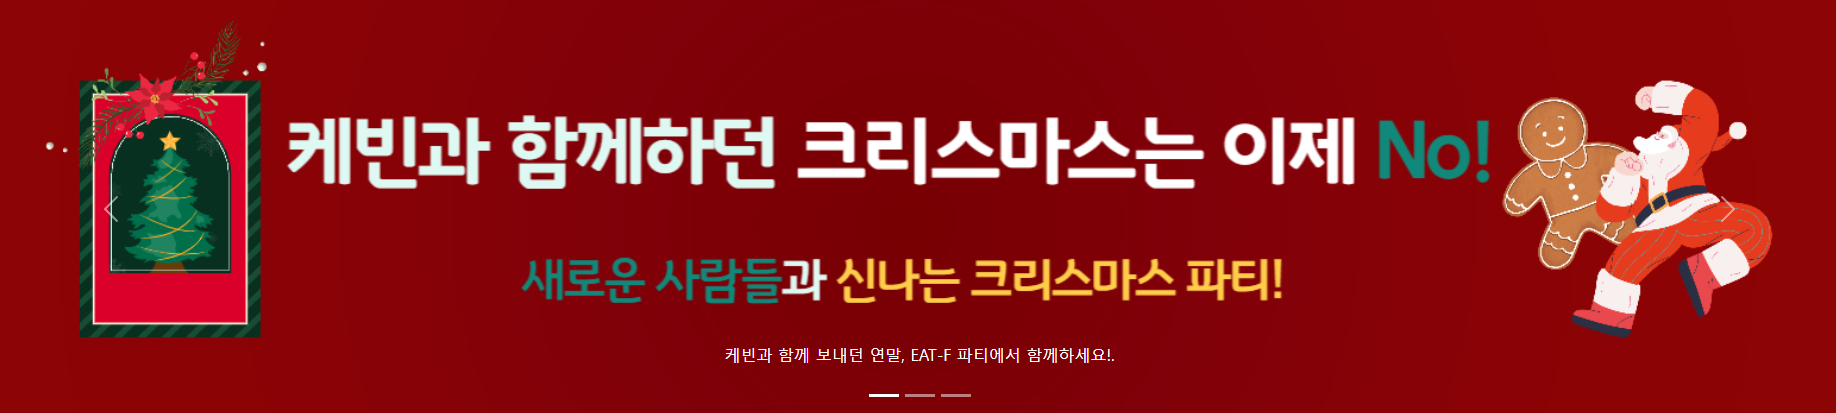 케빈과 함께하던 크리스마스는 이제 No!
새로운 사람들과 신나는 크리스마스 파티!
케빈과 함께 보내던 연말, EAT-F 파티에서 함께하세요!.